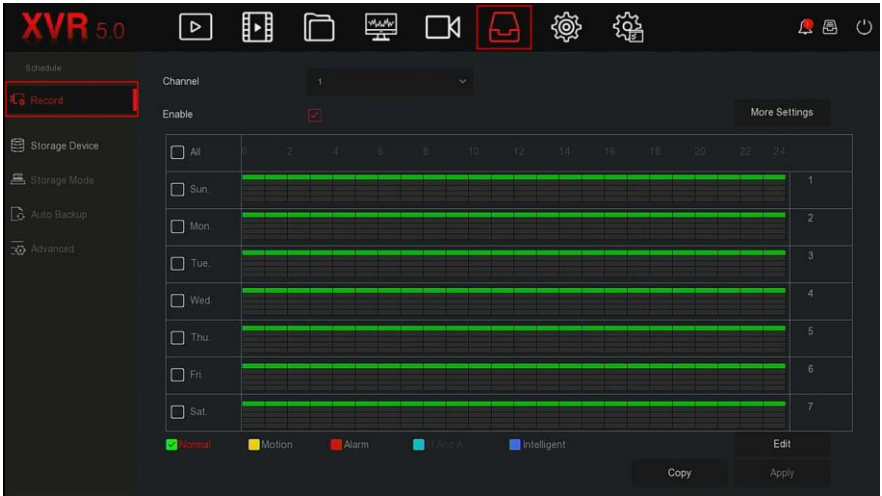 XVR 5.0
Schedule
Record
Storage Device
Storage Mode
Auto Backup
Advanced
Channel 1
Enable
More Settings
All 0 2 4 6 8 10 12 14 16 18 20 22 24
Sun. 1
Mon. 2
Tue. 3
Wed. 4
Thu. 5
Fri. 6
Sat. 7
Normal Motion Alarm M And A Intelligent Edit
Copy Apply